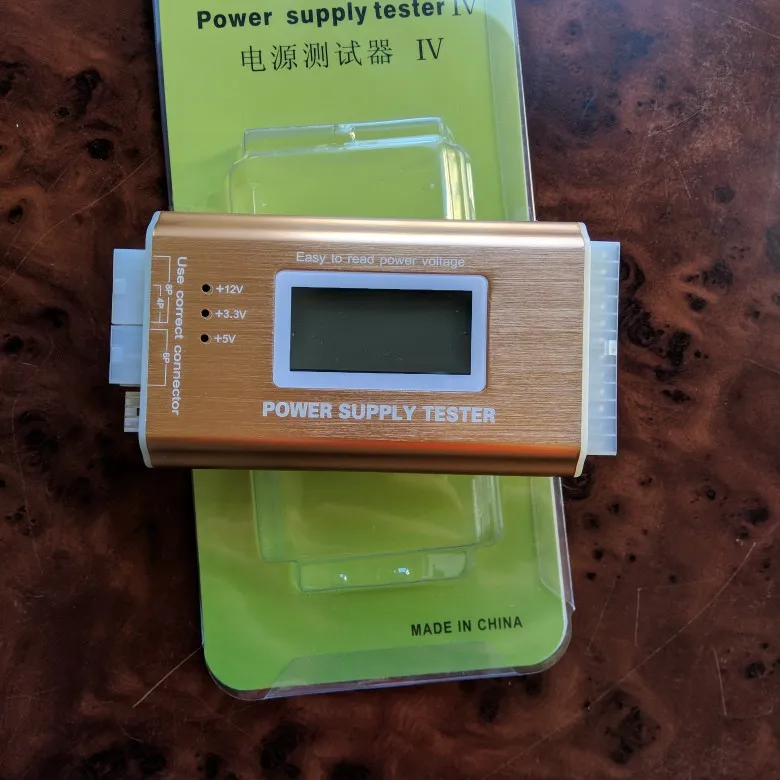 Power supply tester IV
电源测试器 IV
Easy to read power voltage
Use correct connector
8P
4P
6P
+12V
+3.3V
+5V
POWER SUPPLY TESTER
MADE IN CHINA